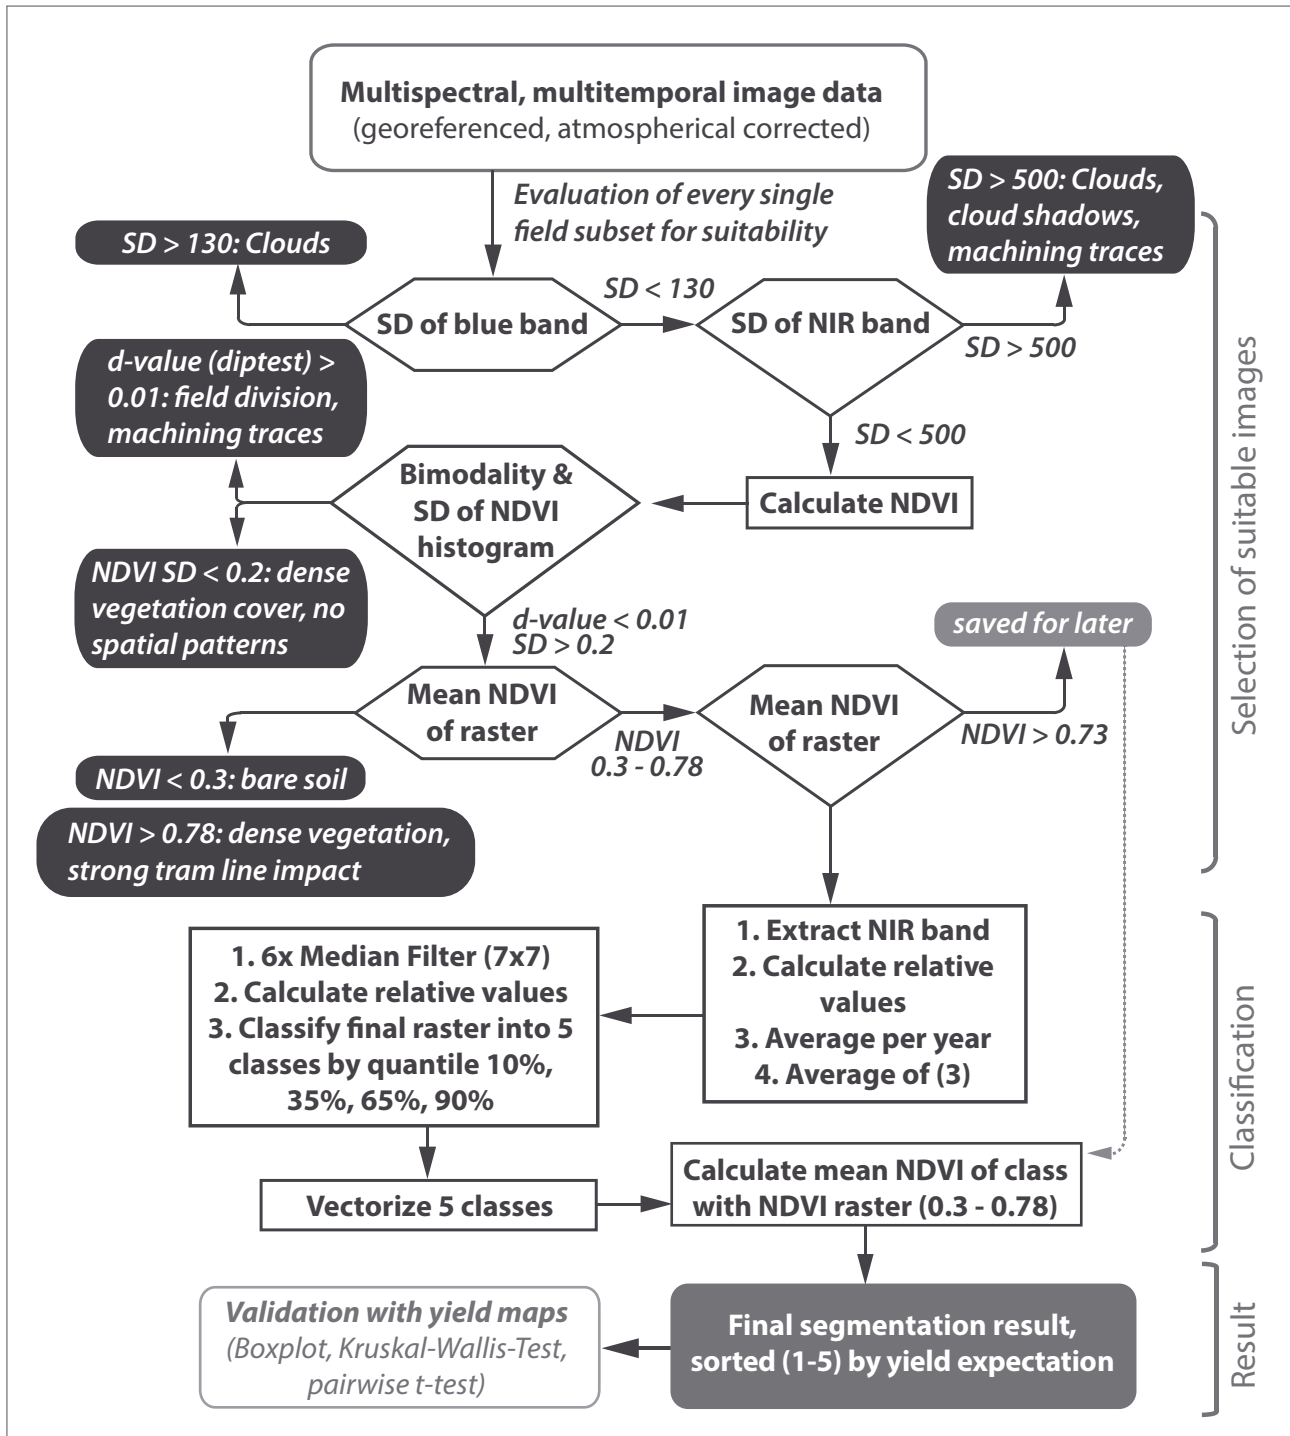 Multispectral, multitemporal image data
(georeferenced, atmospherical corrected)
Evaluation of every single
field subset for suitability
SD > 500: Clouds,
cloud shadows,
machining traces
SD > 130: Clouds
SD of blue band
SD < 130
SD of NIR band
SD > 500
d-value (diptest) >
0.01: field division,
machining traces
SD < 500
Bimodality &
SD of NDVI
histogram
Calculate NDVI
NDVI SD < 0.2: dense
vegetation cover, no
spatial patterns
d-value < 0.01
SD > 0.2
saved for later
Mean NDVI
of raster
NDVI
0.3 - 0.78
Mean NDVI
of raster
NDVI > 0.73
NDVI < 0.3: bare soil
NDVI > 0.78: dense vegetation,
strong tram line impact
Selection of suitable images
1. Extract NIR band
2. Calculate relative
values
3. Average per year
4. Average of (3)
1. 6x Median Filter (7x7)
2. Calculate relative values
3. Classify final raster into 5
classes by quantile 10%,
35%, 65%, 90%
Vectorize 5 classes
Calculate mean NDVI of class
with NDVI raster (0.3 - 0.78)
Classification
Validation with yield maps
(Boxplot, Kruskal-Wallis-Test,
pairwise t-test)
Final segmentation result,
sorted (1-5) by yield expectation
Result